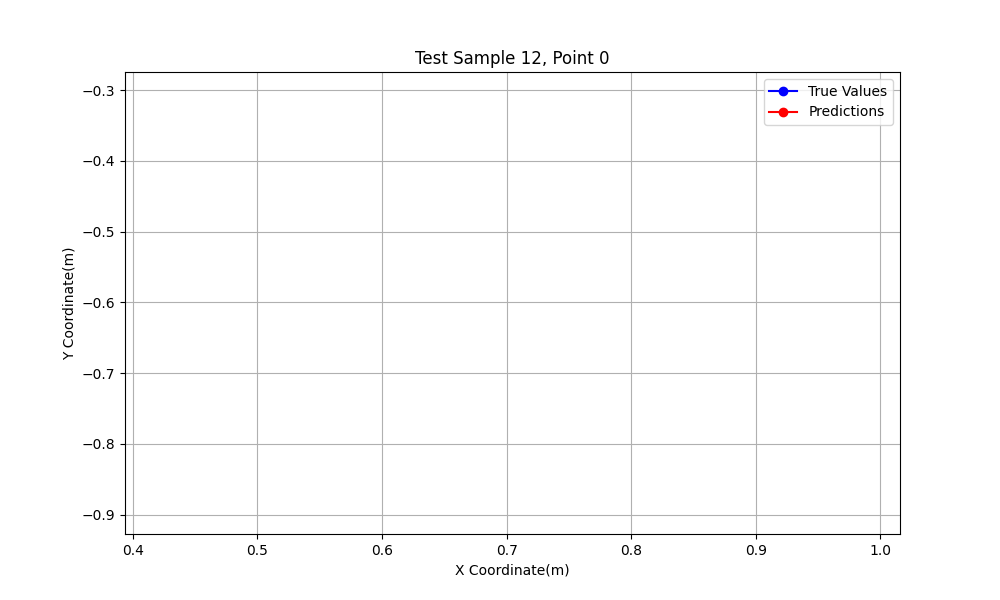 Test Sample 12, Point 0
True Values
Predictions
−0.3
−0.4
−0.5
−0.6
−0.7
−0.8
−0.9
Y Coordinate(m)
0.4 0.5 0.6 0.7 0.8 0.9 1.0
X Coordinate(m)